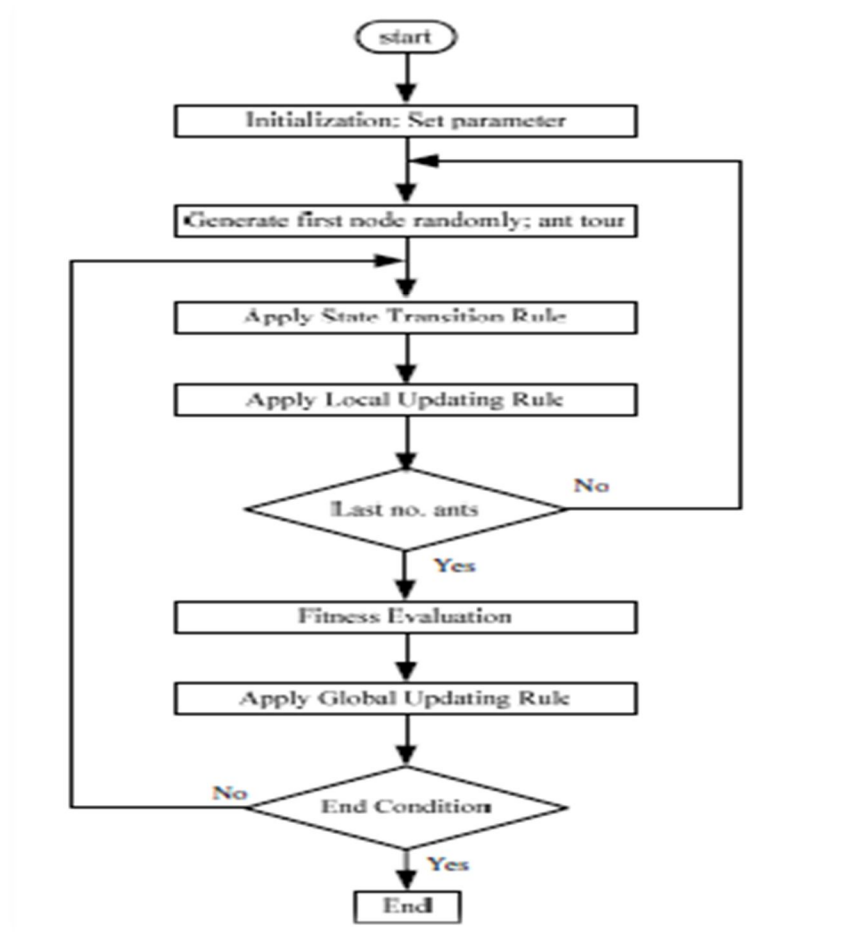 start
Initialization; Set parameter
Generate first node randomly; ant tour
Apply State Transition Rule
Apply Local Updating Rule
Last no. ants
No
Yes
Fitness Evaluation
Apply Global Updating Rule
No
End Condition
Yes
End